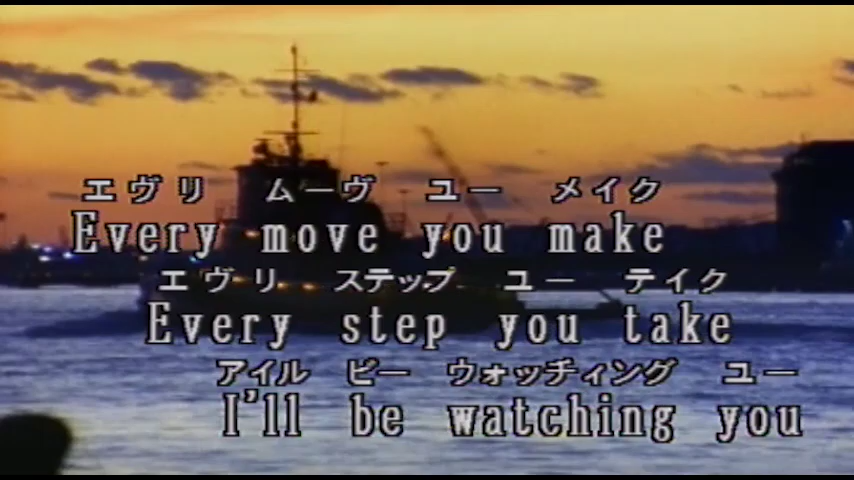 エヴリ ムーヴ ユー メイク
Every move you make
エヴリ ステップ ユー テイク
Every step you take
アイル ビー ウォッチィング ユー
I'll be watching you